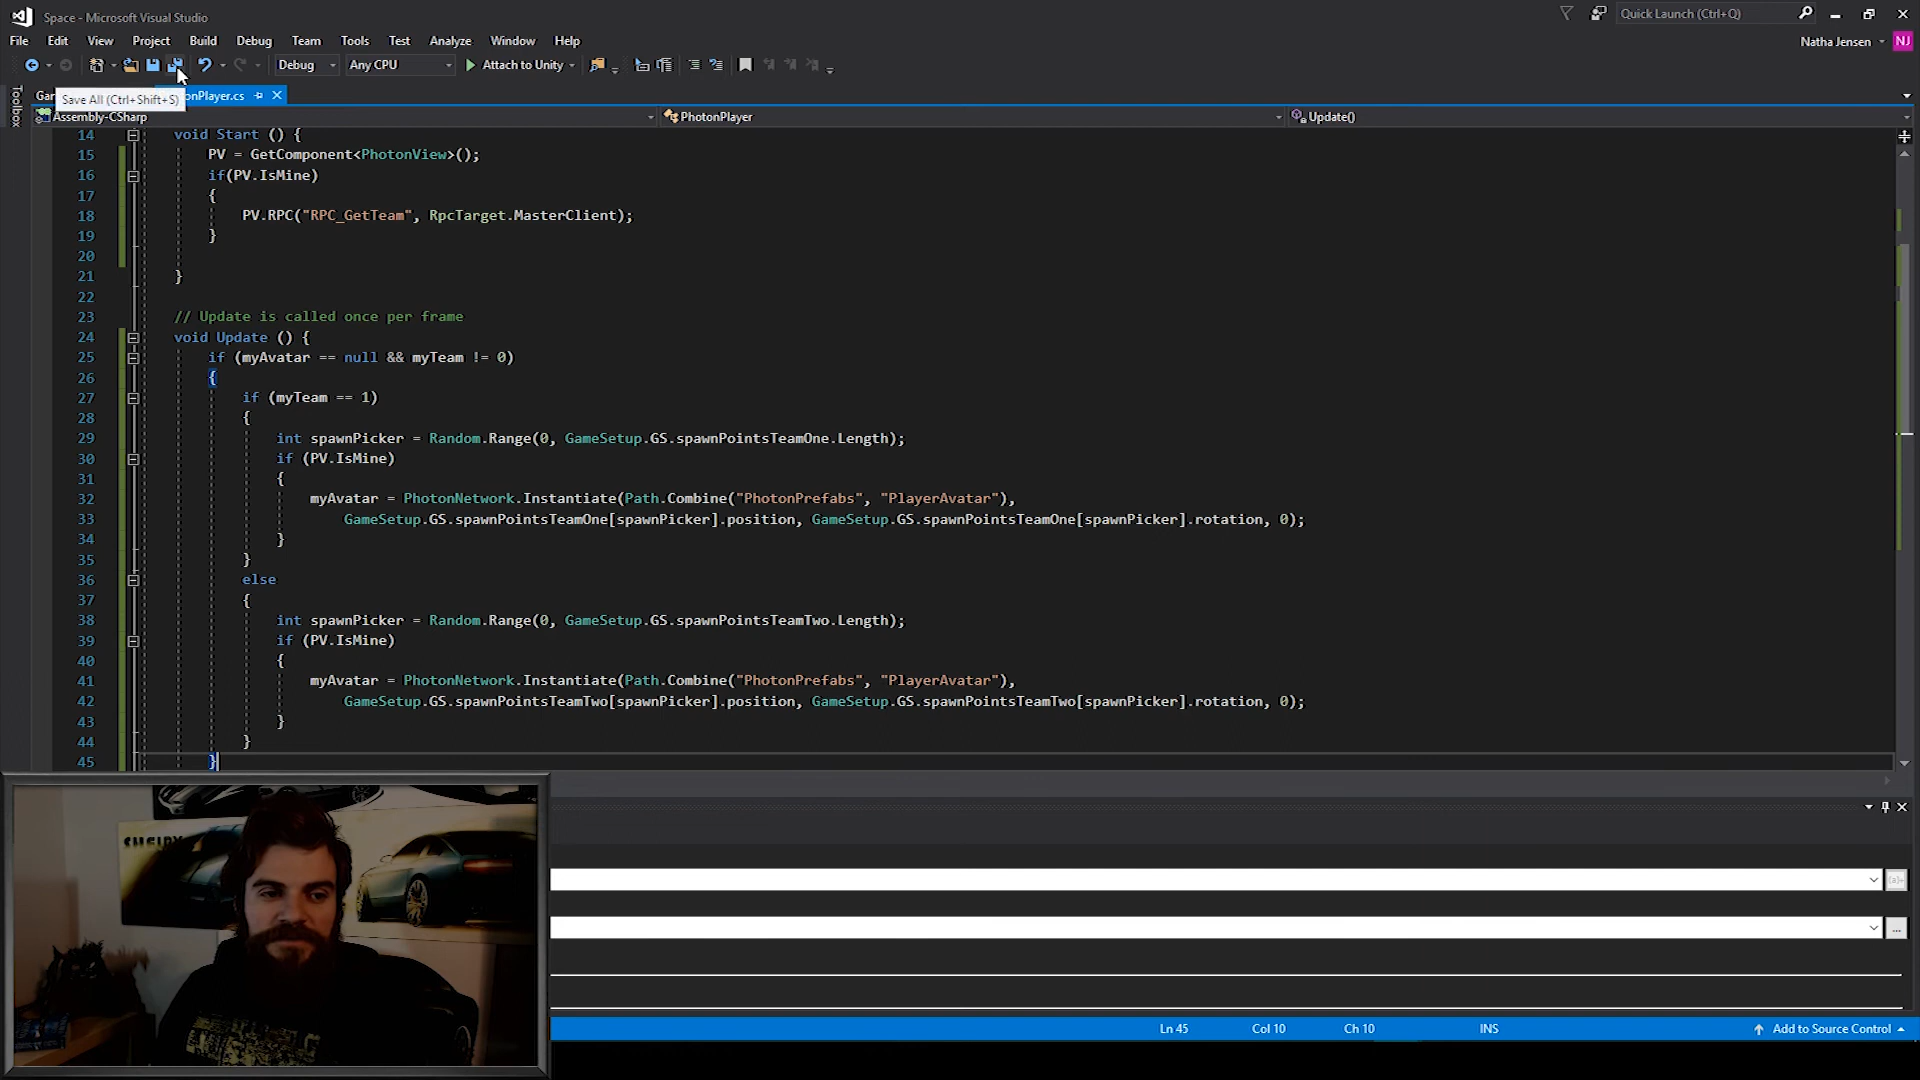 Space - Microsoft Visual Studio
Quick Launch (Ctrl+Q)
File Edit View Project Build Debug Team Tools Test Analyze Window Help
Natha Jensen NJ
Debug Any CPU Attach to Unity
Toolbox
Gar onPlayer.cs
Save All (Ctrl+Shift+S)
Assembly-CSharp PhotonPlayer Update()
14 void Start () {
15 PV = GetComponent<PhotonView>();
16 if(PV.IsMine)
17 {
18 PV.RPC("RPC_GetTeam", RpcTarget.MasterClient);
19 }
20
21 }
22
23 // Update is called once per frame
24 void Update () {
25 if (myAvatar == null && myTeam != 0)
26 {
27 if (myTeam == 1)
28 {
29 int spawnPicker = Random.Range(0, GameSetup.GS.spawnPointsTeamOne.Length);
30 if (PV.IsMine)
31 {
32 myAvatar = PhotonNetwork.Instantiate(Path.Combine("PhotonPrefabs", "PlayerAvatar"),
33 GameSetup.GS.spawnPointsTeamOne[spawnPicker].position, GameSetup.GS.spawnPointsTeamOne[spawnPicker].rotation, 0);
34 }
35 }
36 else
37 {
38 int spawnPicker = Random.Range(0, GameSetup.GS.spawnPointsTeamTwo.Length);
39 if (PV.IsMine)
40 {
41 myAvatar = PhotonNetwork.Instantiate(Path.Combine("PhotonPrefabs", "PlayerAvatar"),
42 GameSetup.GS.spawnPointsTeamTwo[spawnPicker].position, GameSetup.GS.spawnPointsTeamTwo[spawnPicker].rotation, 0);
43 }
44 }
45 }
Ln 45 Col 10 Ch 10 INS Add to Source Control